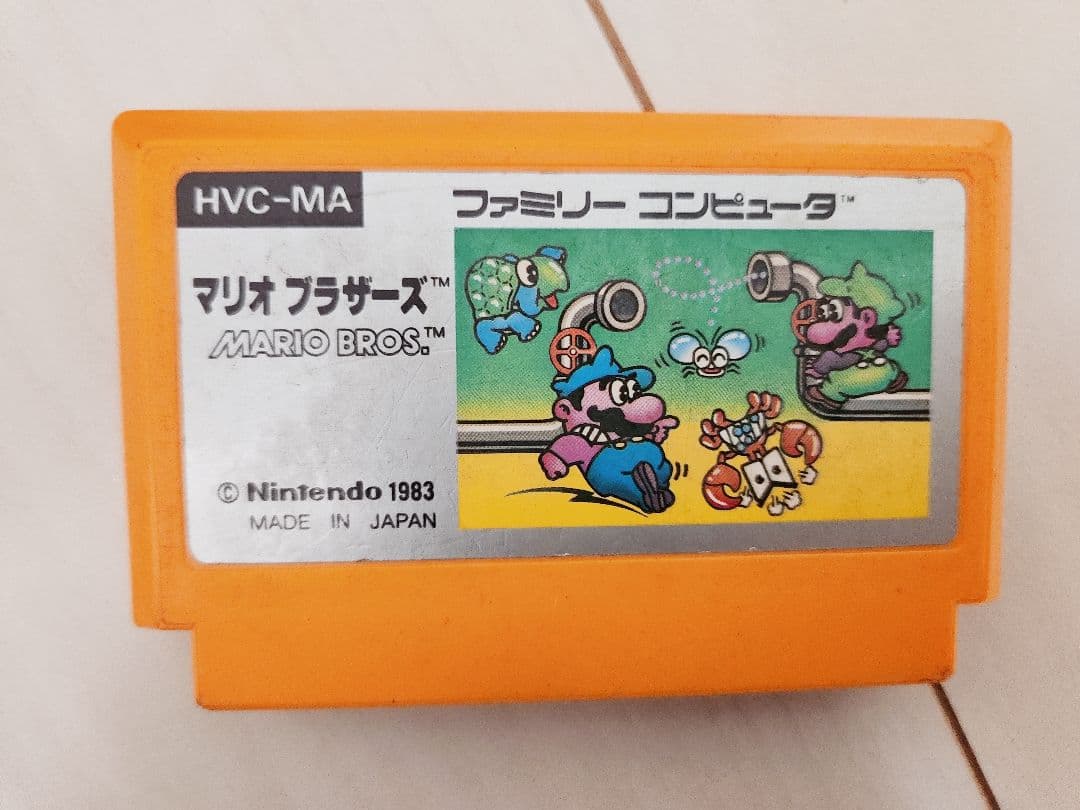 HVC-MA
ファミリー コンピュータ™
マリオ ブラザーズ™
MARIO BROS.™
© Nintendo 1983
MADE IN JAPAN